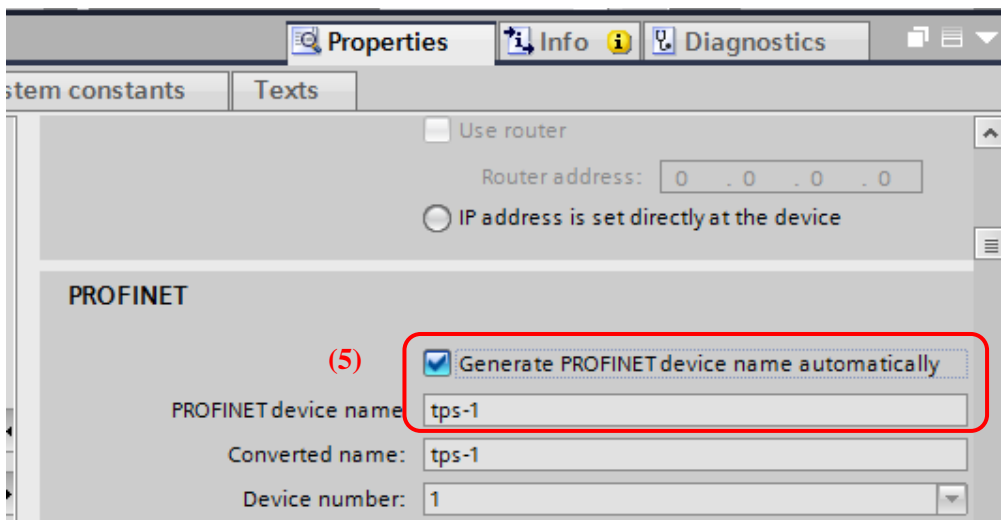 Properties Info Diagnostics
stem constants Texts
Use router
Router address: 0 . 0 . 0 . 0
IP address is set directly at the device
PROFINET
(5) Generate PROFINET device name automatically
PROFINET device name tps-1
Converted name: tps-1
Device number: 1